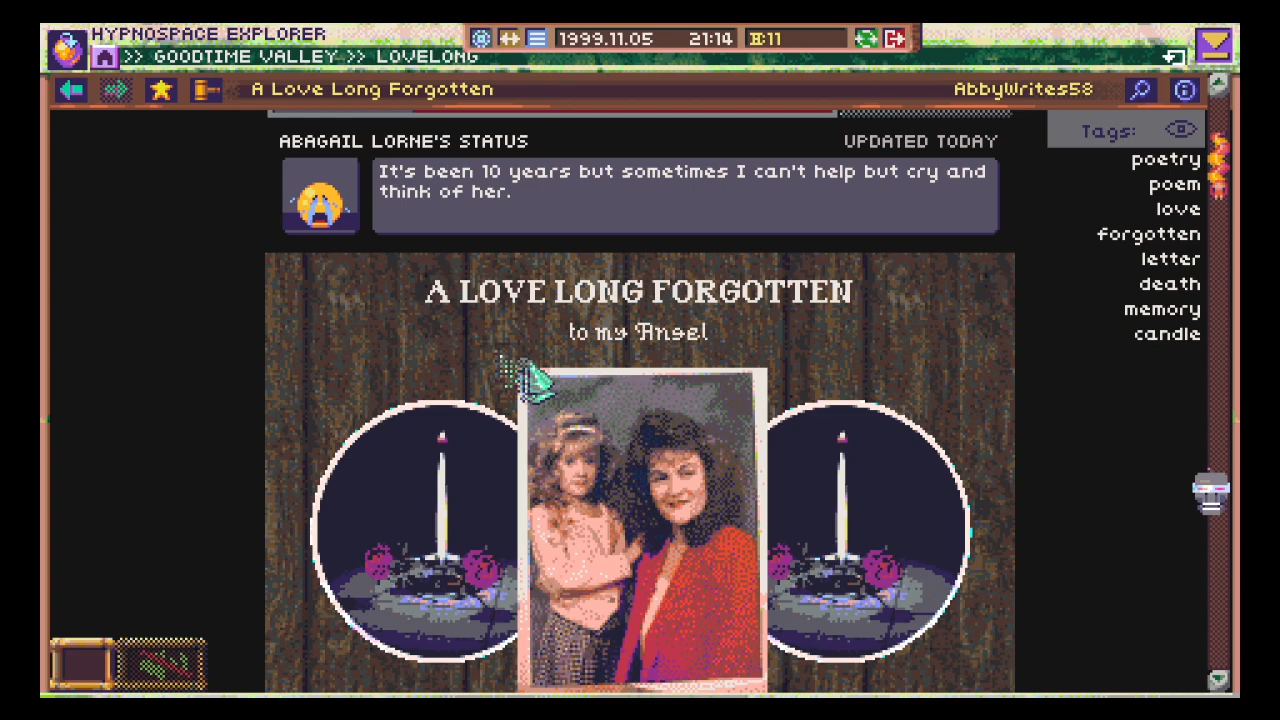 HYPNOSPACE EXPLORER
1999.11.05 21:14 11
>> GOODTIME VALLEY >> LOVELONG
A Love Long Forgotten AbbyWrites58
ABAGAIL LORNE'S STATUS UPDATED TODAY
It's been 10 years but sometimes I can't help but cry and
think of her.
Tags:
poetry
poem
love
forgotten
letter
death
memory
candle
A LOVE LONG FORGOTTEN
to my Angel